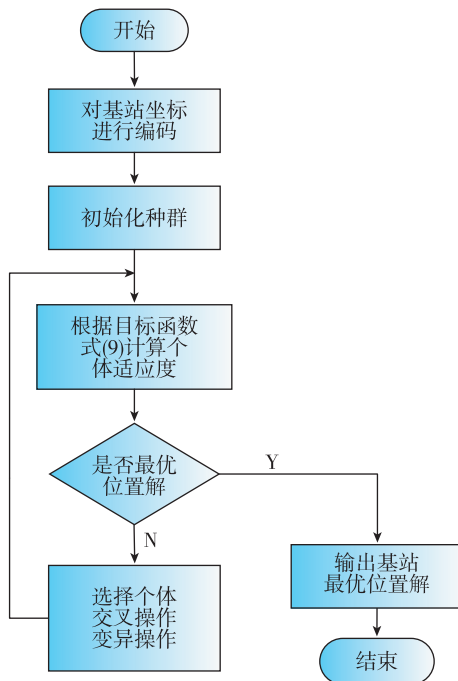 开始
对基站坐标
进行编码
初始化种群
根据目标函数
式(9)计算个
体适应度
是否最优
位置解
Y
N
选择个体
交叉操作
变异操作
输出基站
最优位置解
结束